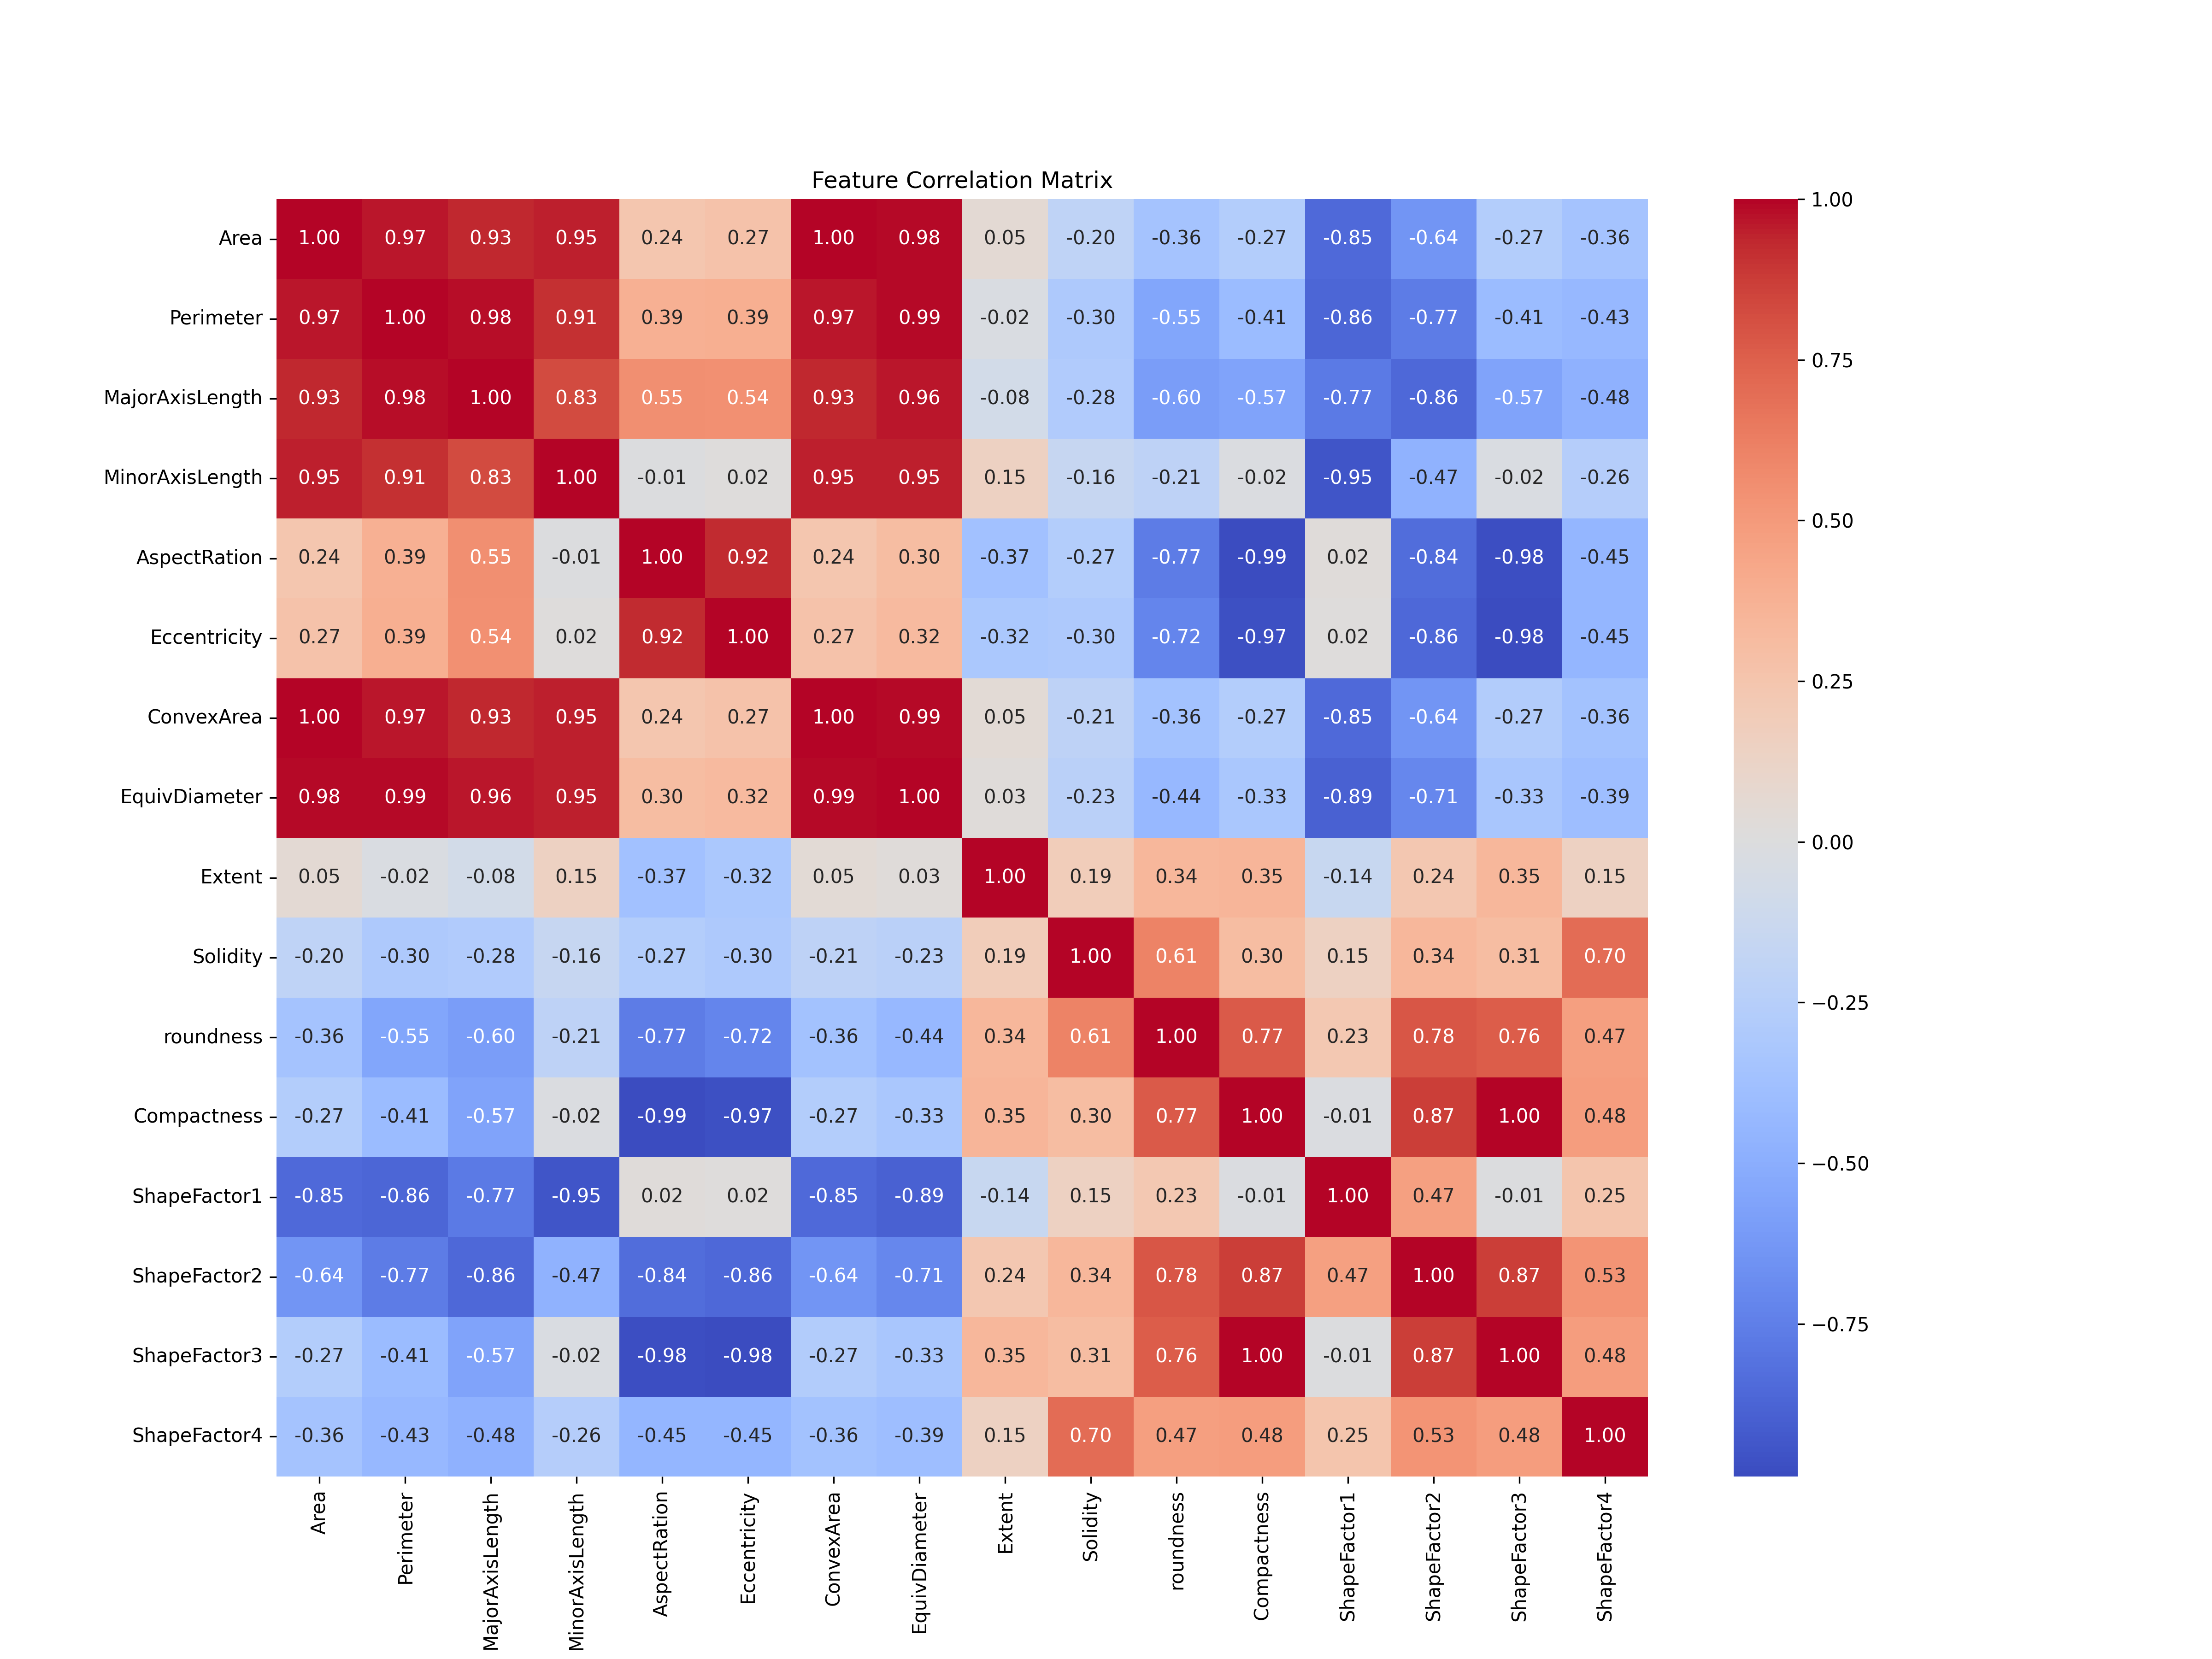 Feature Correlation Matrix
Area 1.00 0.97 0.93 0.95 0.24 0.27 1.00 0.98 0.05 -0.20 -0.36 -0.27 -0.85 -0.64 -0.27 -0.36
Perimeter 0.97 1.00 0.98 0.91 0.39 0.39 0.97 0.99 -0.02 -0.30 -0.55 -0.41 -0.86 -0.77 -0.41 -0.43
MajorAxisLength 0.93 0.98 1.00 0.83 0.55 0.54 0.93 0.96 -0.08 -0.28 -0.60 -0.57 -0.77 -0.86 -0.57 -0.48
MinorAxisLength 0.95 0.91 0.83 1.00 -0.01 0.02 0.95 0.95 0.15 -0.16 -0.21 -0.02 -0.95 -0.47 -0.02 -0.26
AspectRation 0.24 0.39 0.55 -0.01 1.00 0.92 0.24 0.30 -0.37 -0.27 -0.77 -0.99 0.02 -0.84 -0.98 -0.45
Eccentricity 0.27 0.39 0.54 0.02 0.92 1.00 0.27 0.32 -0.32 -0.30 -0.72 -0.97 0.02 -0.86 -0.98 -0.45
ConvexArea 1.00 0.97 0.93 0.95 0.24 0.27 1.00 0.99 0.05 -0.21 -0.36 -0.27 -0.85 -0.64 -0.27 -0.36
EquivDiameter 0.98 0.99 0.96 0.95 0.30 0.32 0.99 1.00 0.03 -0.23 -0.44 -0.33 -0.89 -0.71 -0.33 -0.39
Extent 0.05 -0.02 -0.08 0.15 -0.37 -0.32 0.05 0.03 1.00 0.19 0.34 0.35 -0.14 0.24 0.35 0.15
Solidity -0.20 -0.30 -0.28 -0.16 -0.27 -0.30 -0.21 -0.23 0.19 1.00 0.61 0.30 0.15 0.34 0.31 0.70
roundness -0.36 -0.55 -0.60 -0.21 -0.77 -0.72 -0.36 -0.44 0.34 0.61 1.00 0.77 0.23 0.78 0.76 0.47
Compactness -0.27 -0.41 -0.57 -0.02 -0.99 -0.97 -0.27 -0.33 0.35 0.30 0.77 1.00 -0.01 0.87 1.00 0.48
ShapeFactor1 -0.85 -0.86 -0.77 -0.95 0.02 0.02 -0.85 -0.89 -0.14 0.15 0.23 -0.01 1.00 0.47 -0.01 0.25
ShapeFactor2 -0.64 -0.77 -0.86 -0.47 -0.84 -0.86 -0.64 -0.71 0.24 0.34 0.78 0.87 0.47 1.00 0.87 0.53
ShapeFactor3 -0.27 -0.41 -0.57 -0.02 -0.98 -0.98 -0.27 -0.33 0.35 0.31 0.76 1.00 -0.01 0.87 1.00 0.48
ShapeFactor4 -0.36 -0.43 -0.48 -0.26 -0.45 -0.45 -0.36 -0.39 0.15 0.70 0.47 0.48 0.25 0.53 0.48 1.00
Area
Perimeter
MajorAxisLength
MinorAxisLength
AspectRation
Eccentricity
ConvexArea
EquivDiameter
Extent
Solidity
roundness
Compactness
ShapeFactor1
ShapeFactor2
ShapeFactor3
ShapeFactor4
1.00
0.75
0.50
0.25
0.00
−0.25
−0.50
−0.75